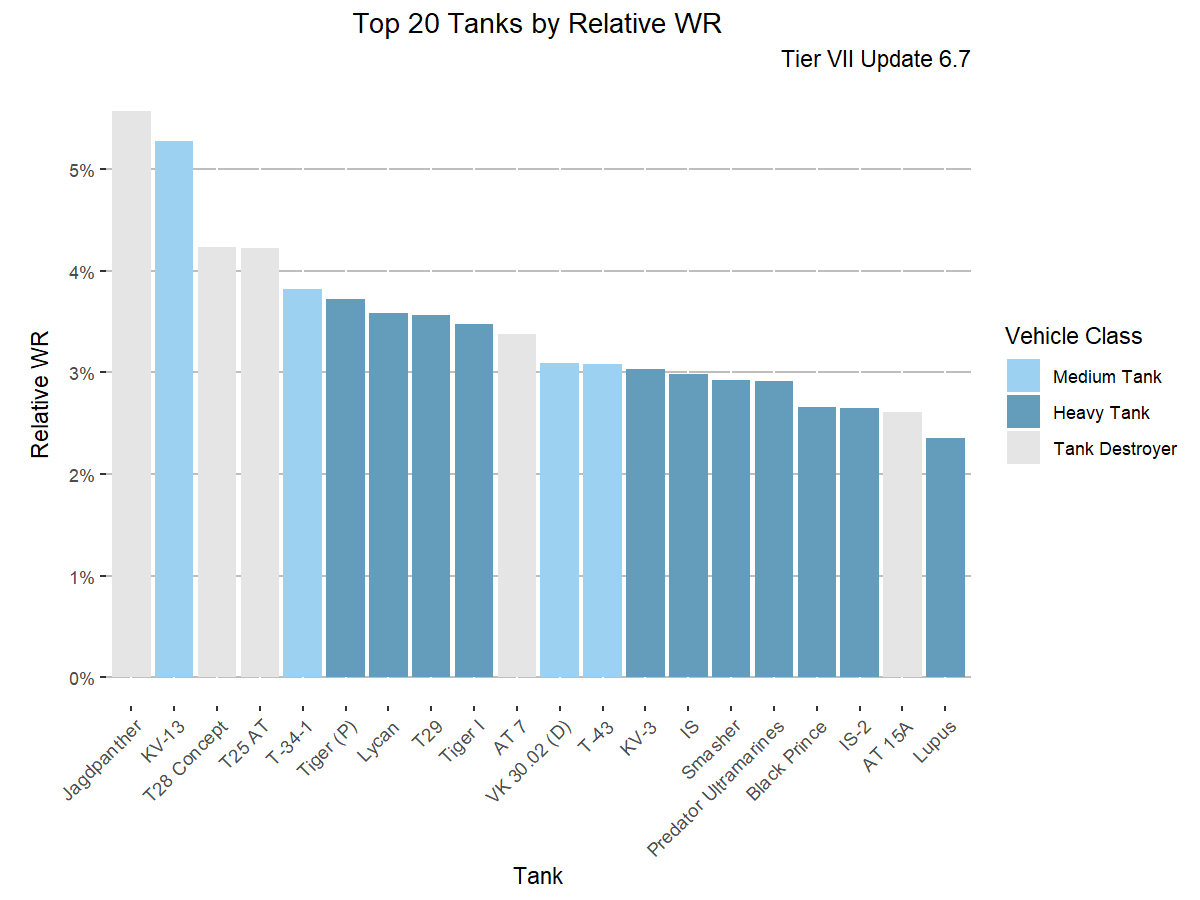 Top 20 Tanks by Relative WR
Tier VII Update 6.7
5%
4%
3%
2%
1%
0%
Relative WR
Jagdpanther
KV-13
T28 Concept
T25 AT
T-34-1
Tiger (P)
Lycan
T29
Tiger I
AT 7
VK 30.02 (D)
T-43
KV-3
IS
Smasher
Predator Ultramarines
Black Prince
IS-2
AT 15A
Lupus
Tank
Vehicle Class
Medium Tank
Heavy Tank
Tank Destroyer